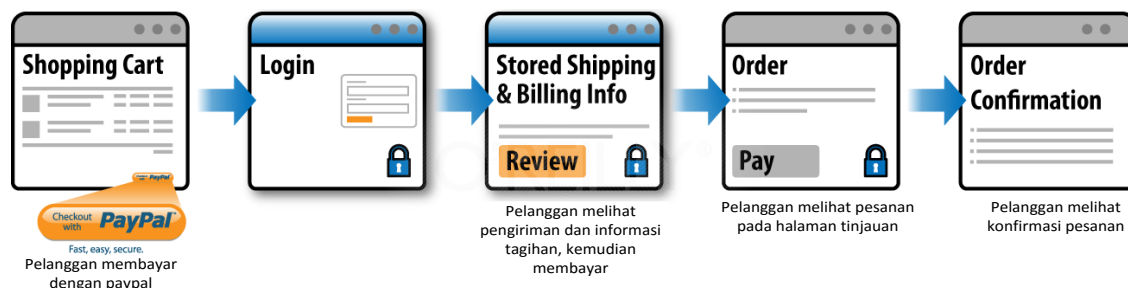 Shopping Cart
Login
Stored Shipping
& Billing Info
Order
Order
Confirmation
Review
Pay
PayPal
Checkout
with
PayPal™
Fast, easy, secure.
Pelanggan membayar
dengan paypal
Pelanggan melihat
pengiriman dan informasi
tagihan, kemudian
membayar
Pelanggan melihat pesanan
pada halaman tinjauan
Pelanggan melihat
konfirmasi pesanan